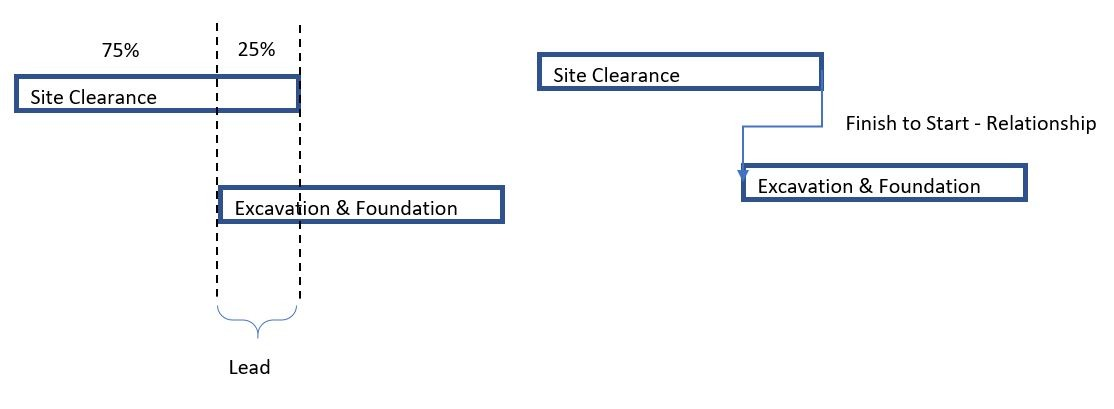 75%
25%
Site Clearance
Excavation & Foundation
Lead
Site Clearance
Finish to Start - Relationship
Excavation & Foundation